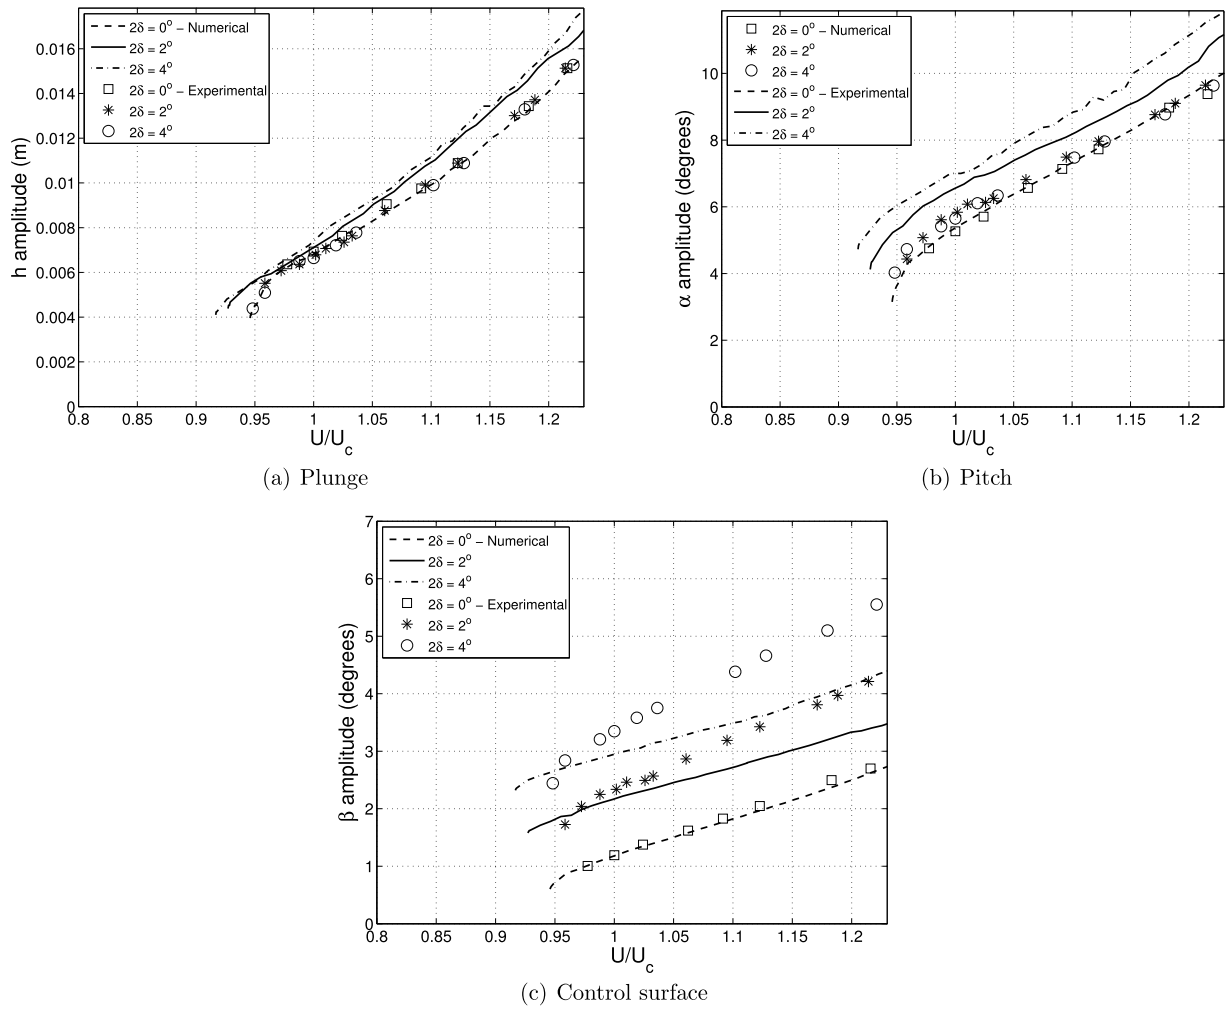 2δ = 0° − Numerical
2δ = 2°
2δ = 4°
2δ = 0° − Experimental
2δ = 2°
2δ = 4°
h amplitude (m)
0.016
0.014
0.012
0.01
0.008
0.006
0.004
0.002
0
0.8 0.85 0.9 0.95 1 1.05 1.1 1.15 1.2
U/U_c
(a) Plunge
2δ = 0° − Numerical
2δ = 2°
2δ = 4°
2δ = 0° − Experimental
2δ = 2°
2δ = 4°
α amplitude (degrees)
10
8
6
4
2
0
0.8 0.85 0.9 0.95 1 1.05 1.1 1.15 1.2
U/U_c
(b) Pitch
2δ = 0° − Numerical
2δ = 2°
2δ = 4°
2δ = 0° − Experimental
2δ = 2°
2δ = 4°
β amplitude (degrees)
7
6
5
4
3
2
1
0
0.8 0.85 0.9 0.95 1 1.05 1.1 1.15 1.2
U/U_c
(c) Control surface